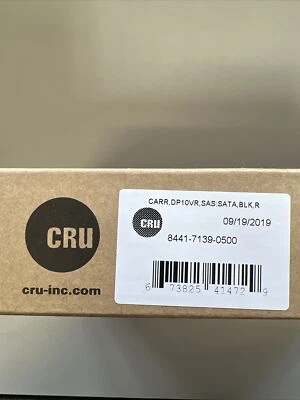 CRU
cru-inc.com
CARR,DP10VR,SAS:SATA,BLK,R
CRU
09/19/2019
8441-7139-0500
6 73825 41472 9